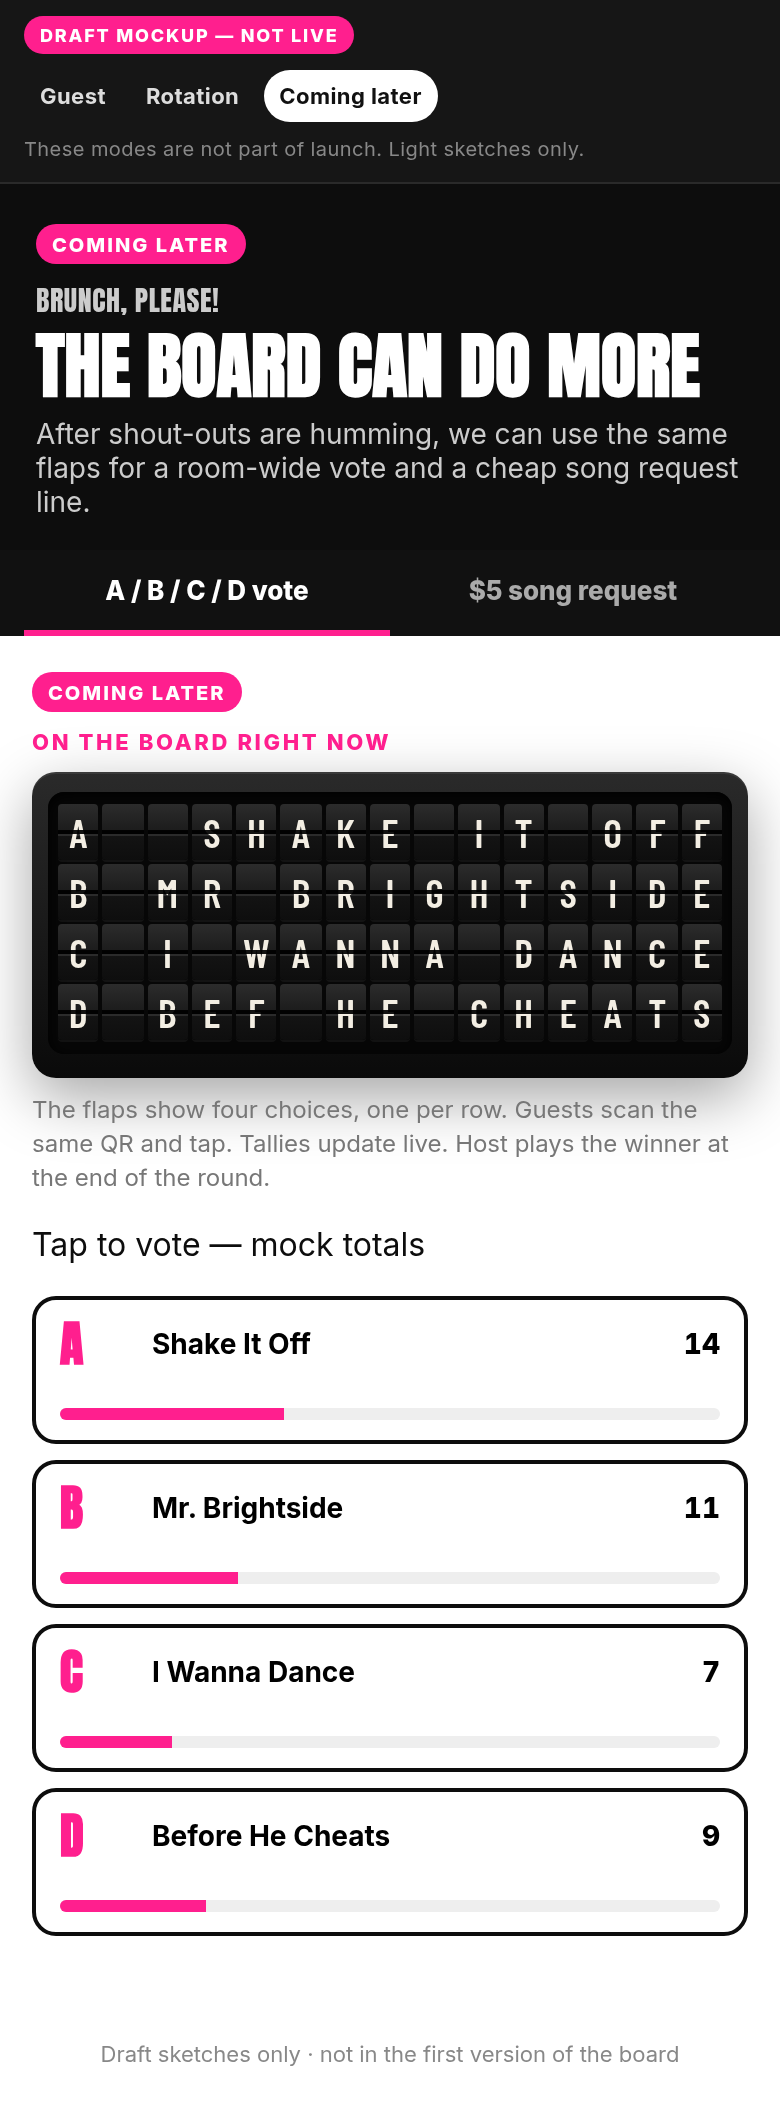 DRAFT MOCKUP — NOT LIVE
Guest Rotation Coming later
These modes are not part of launch. Light sketches only.
COMING LATER
BRUNCH, PLEASE!
THE BOARD CAN DO MORE
After shout-outs are humming, we can use the same
flaps for a room-wide vote and a cheap song request
line.
A / B / C / D vote $5 song request
COMING LATER
ON THE BOARD RIGHT NOW
A SHAKE IT OFF
B MR BRIGHTSIDE
C I WANNA DANCE
D BEF HE CHEATS
The flaps show four choices, one per row. Guests scan the
same QR and tap. Tallies update live. Host plays the winner at
the end of the round.
Tap to vote — mock totals
A Shake It Off 14
B Mr. Brightside 11
C I Wanna Dance 7
D Before He Cheats 9
Draft sketches only · not in the first version of the board